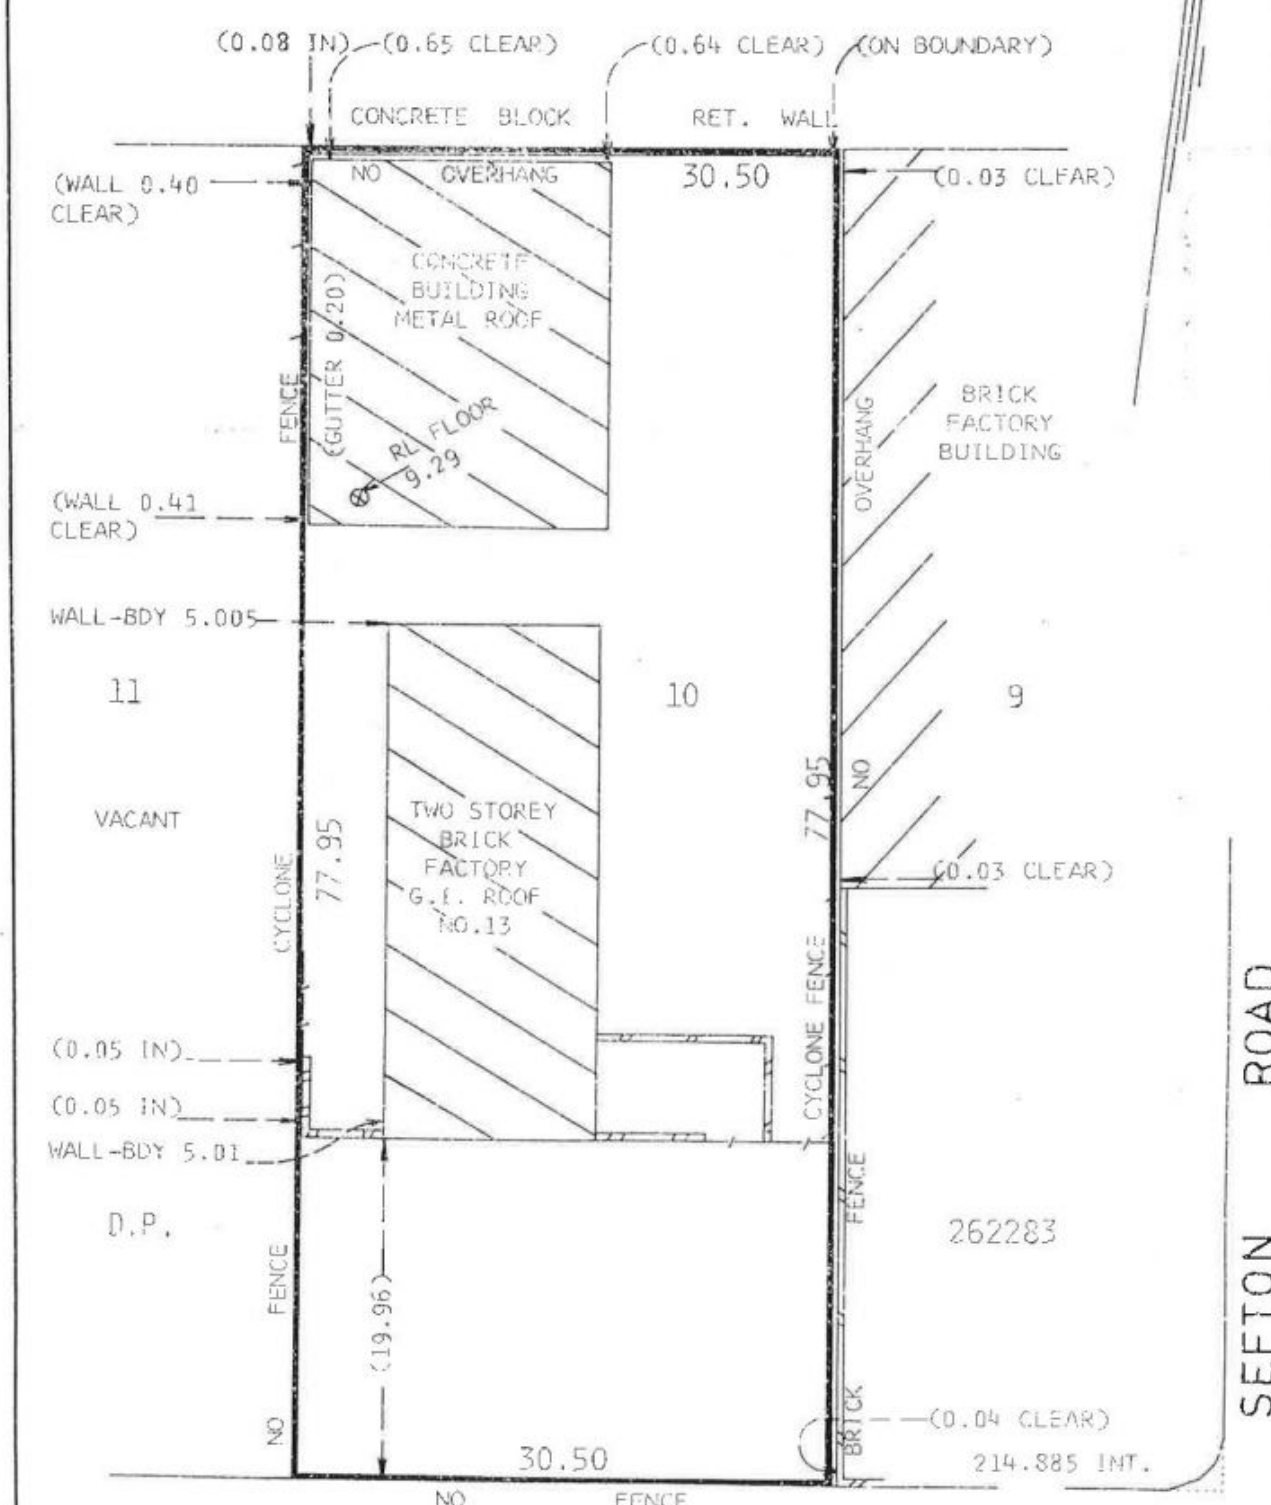 (0.08 IN)
(0.65 CLEAR)
(0.64 CLEAR)
(ON BOUNDARY)
CONCRETE BLOCK RET. WALL
(WALL 0.40
CLEAR)
NO OVERHANG
30.50
(0.03 CLEAR)
CONCRETE
BUILDING
METAL ROOF
(GUTTER 0.20)
FENCE
RL FLOOR
9.29
OVERHANG
BRICK
FACTORY
BUILDING
(WALL 0.41
CLEAR)
WALL-BDY 5.005
11
10
9
VACANT
77.95
TWO STOREY
BRICK
FACTORY
G.I. ROOF
NO.13
77.95
NO
(0.03 CLEAR)
CYCLONE
CYCLONE FENCE
(0.05 IN)
(0.05 IN)
WALL-BDY 5.01
D.P.
262283
FENCE
NO
(19.96)
FENCE
BRICK
(0.04 CLEAR)
214.885 INT.
30.50
NO FENCE
SEFTON ROAD